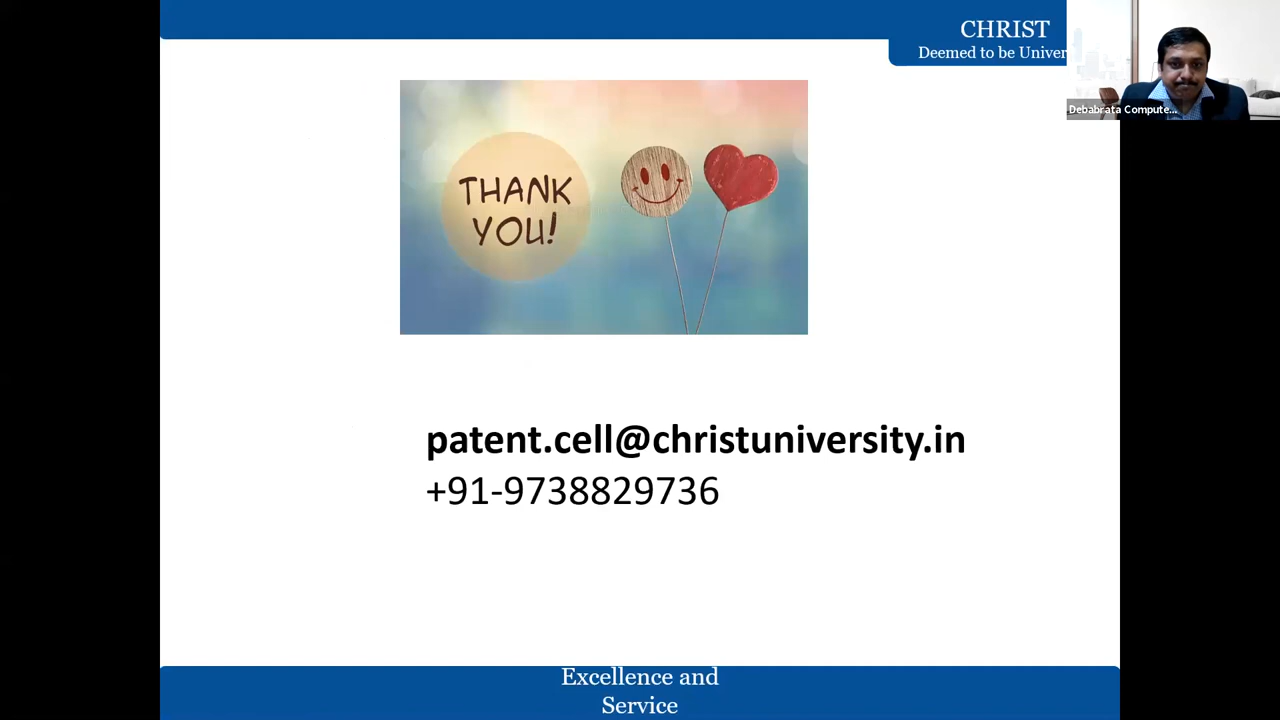 CHRIST
Deemed to be Univer
Debabrata Compute...
THANK
YOU!
patent.cell@christuniversity.in
+91-9738829736
Excellence and
Service